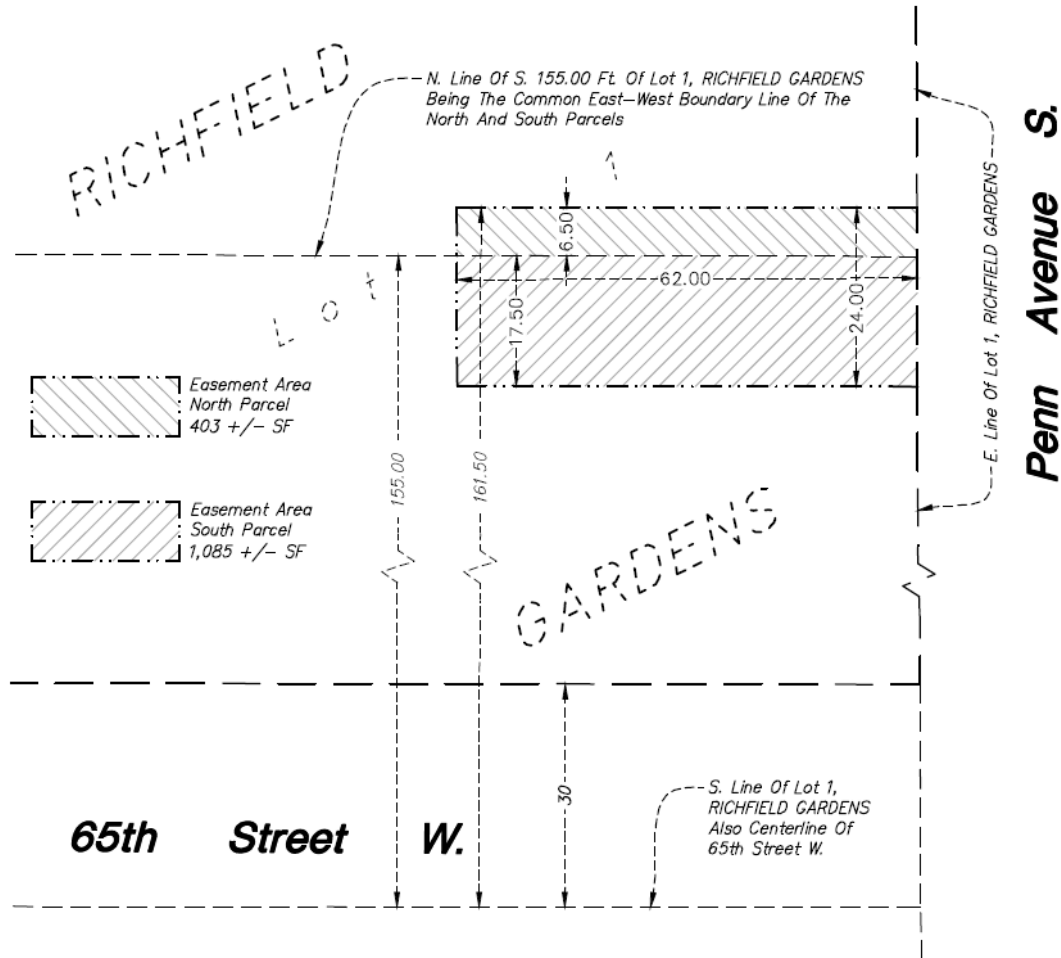 RICHFIELD
N. Line Of S. 155.00 Ft. Of Lot 1, RICHFIELD GARDENS
Being The Common East-West Boundary Line Of The
North And South Parcels
1
6.50
62.00
17.50
24.00
Lot
Easement Area
North Parcel
403 +/- SF
Easement Area
South Parcel
1,085 +/- SF
155.00
161.50
GARDENS
E. Line Of Lot 1, RICHFIELD GARDENS
Penn Avenue S.
30
S. Line Of Lot 1,
RICHFIELD GARDENS
Also Centerline Of
65th Street W.
65th Street W.